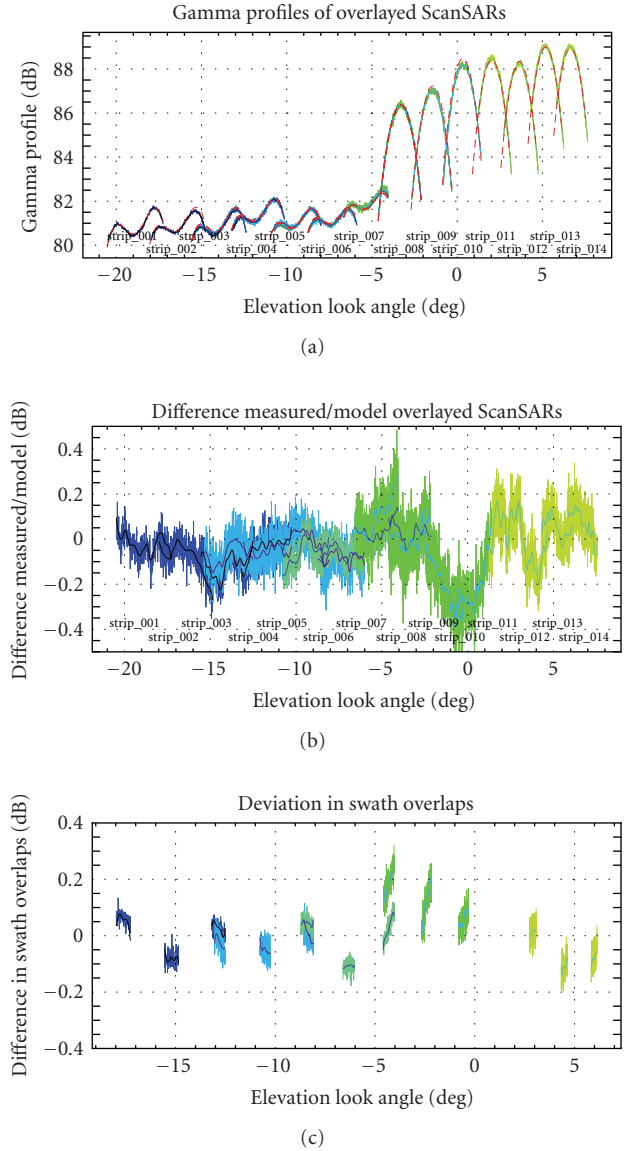 Gamma profiles of overlayed ScanSARs
Gamma profile (dB)
88
86
84
82
80
strip_001 strip_003 strip_005 strip_007 strip_009 strip_011 strip_013
strip_002 strip_004 strip_006 strip_008 strip_010 strip_012 strip_014
−20 −15 −10 −5 0 5
Elevation look angle (deg)
(a)
Difference measured/model overlayed ScanSARs
Difference measured/model (dB)
0.4
0.2
0
−0.2
−0.4
strip_001 strip_003 strip_005 strip_007 strip_009 strip_011 strip_013
strip_002 strip_004 strip_006 strip_008 strip_010 strip_012 strip_014
−20 −15 −10 −5 0 5
Elevation look angle (deg)
(b)
Deviation in swath overlaps
Difference in swath overlaps (dB)
0.4
0.2
0
−0.2
−0.4
−15 −10 −5 0 5
Elevation look angle (deg)
(c)